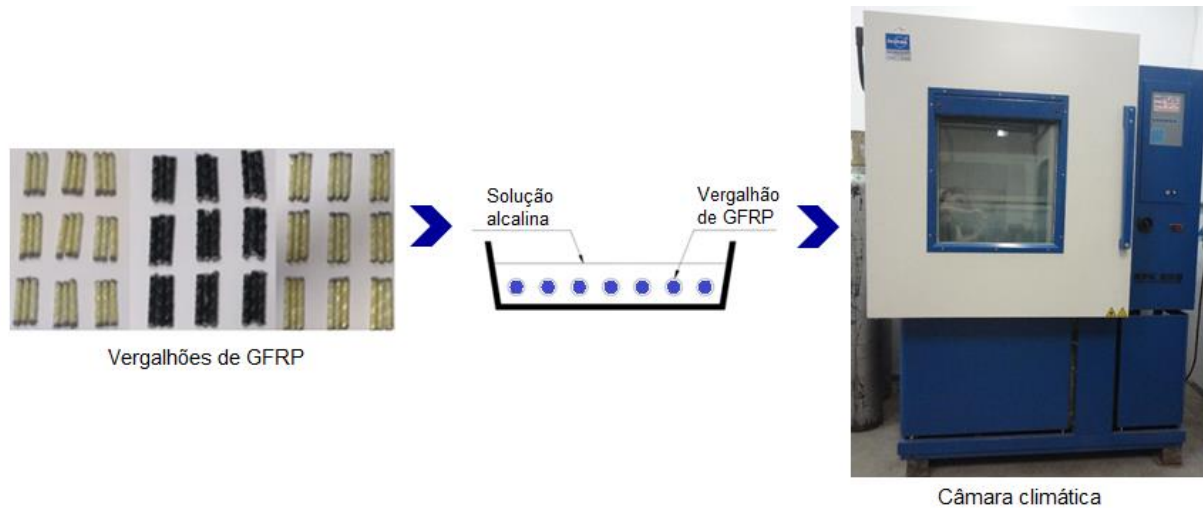 Solução
alcalina
Vergalhão
de GFRP
Vergalhões de GFRP
Câmara climática